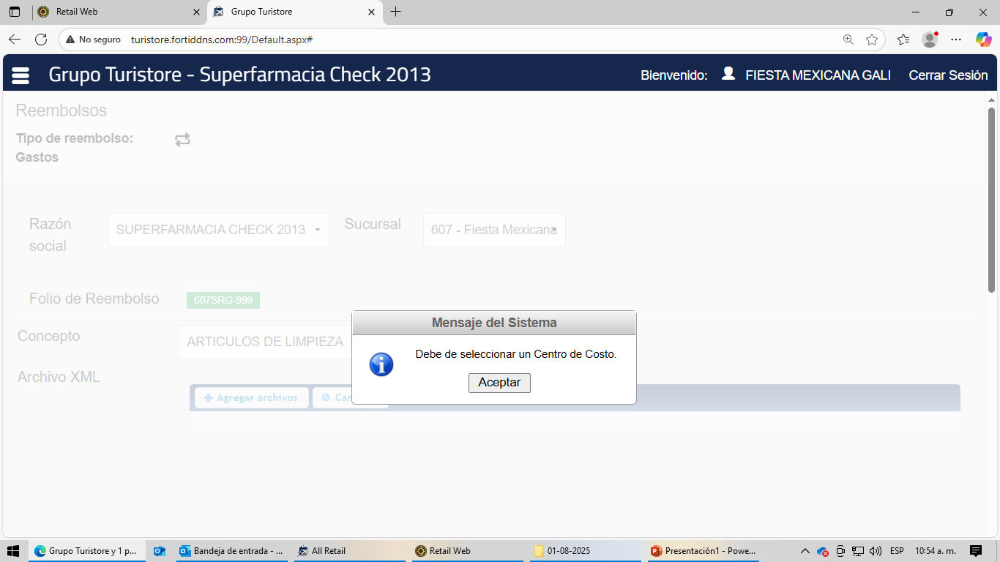 Retail Web
Grupo Turistore
No seguro
turistore.fortiddns.com:99/Default.aspx#
Grupo Turistore - Superfarmacia Check 2013
Bienvenido:
FIESTA MEXICANA GALI
Cerrar Sesión
Reembolsos
Tipo de reembolso:
Gastos
Razón
social
SUPERFARMACIA CHECK 2013
Sucursal
607 - Fiesta Mexicana
Folio de Reembolso
607SRG-999
Concepto
ARTICULOS DE LIMPIEZA
Mensaje del Sistema
Debe de seleccionar un Centro de Costo.
Aceptar
Archivo XML
Agregar archivos
Can
Grupo Turistore y 1 p...
Bandeja de entrada - ...
All Retail
Retail Web
01-08-2025
Presentación1 - Powe...
ESP
10:54 a. m.